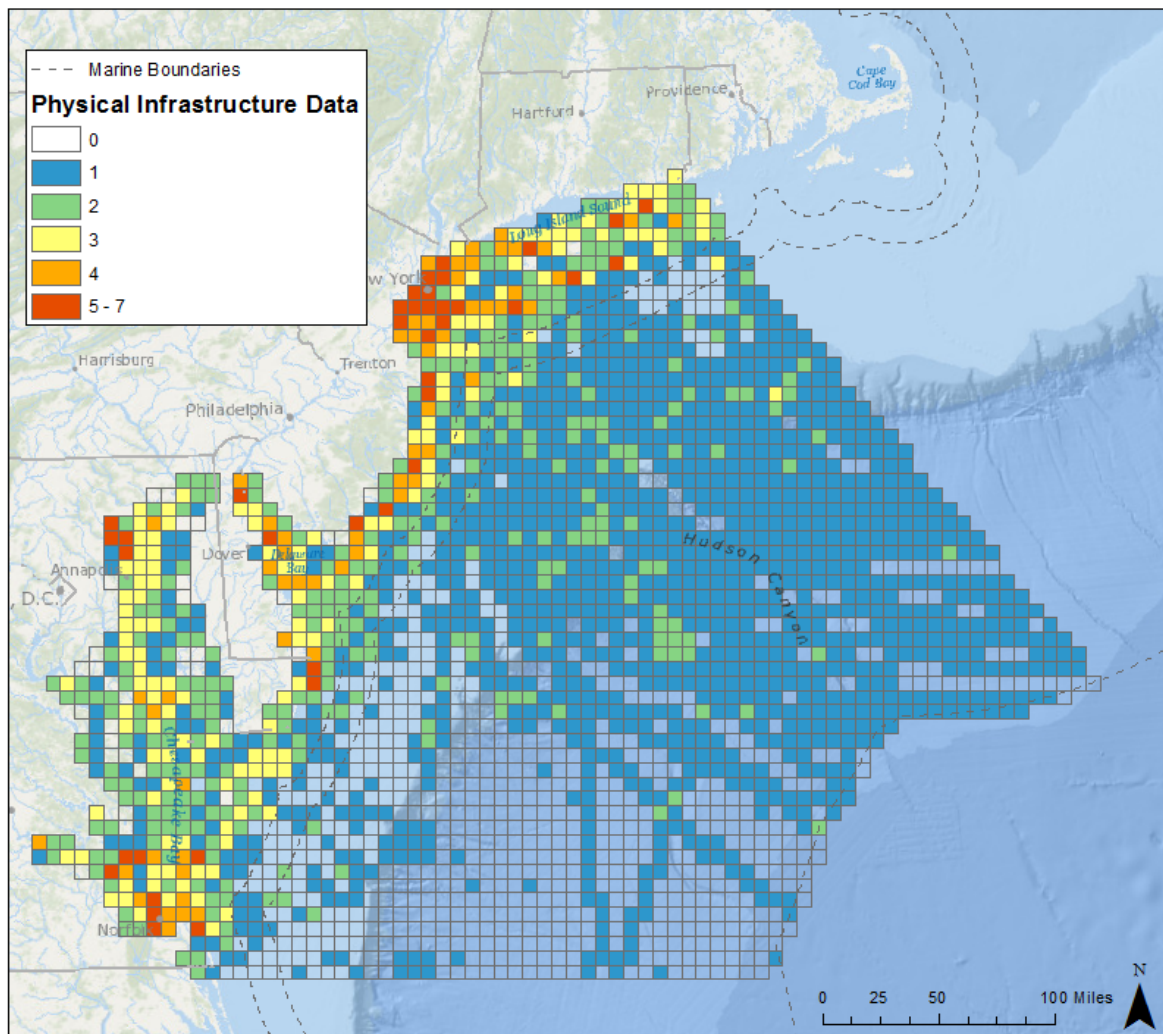 Marine Boundaries
Physical Infrastructure Data
0
1
2
3
4
5 - 7
Cape
Cod Bay
Providence
Hartford
Long Island Sound
New York
Harrisburg
Trenton
Philadelphia
Dover
Delaware
Bay
Annapolis
D.C.
Hudson Canyon
Chesapeake Bay
Norfolk
N
0 25 50 100 Miles